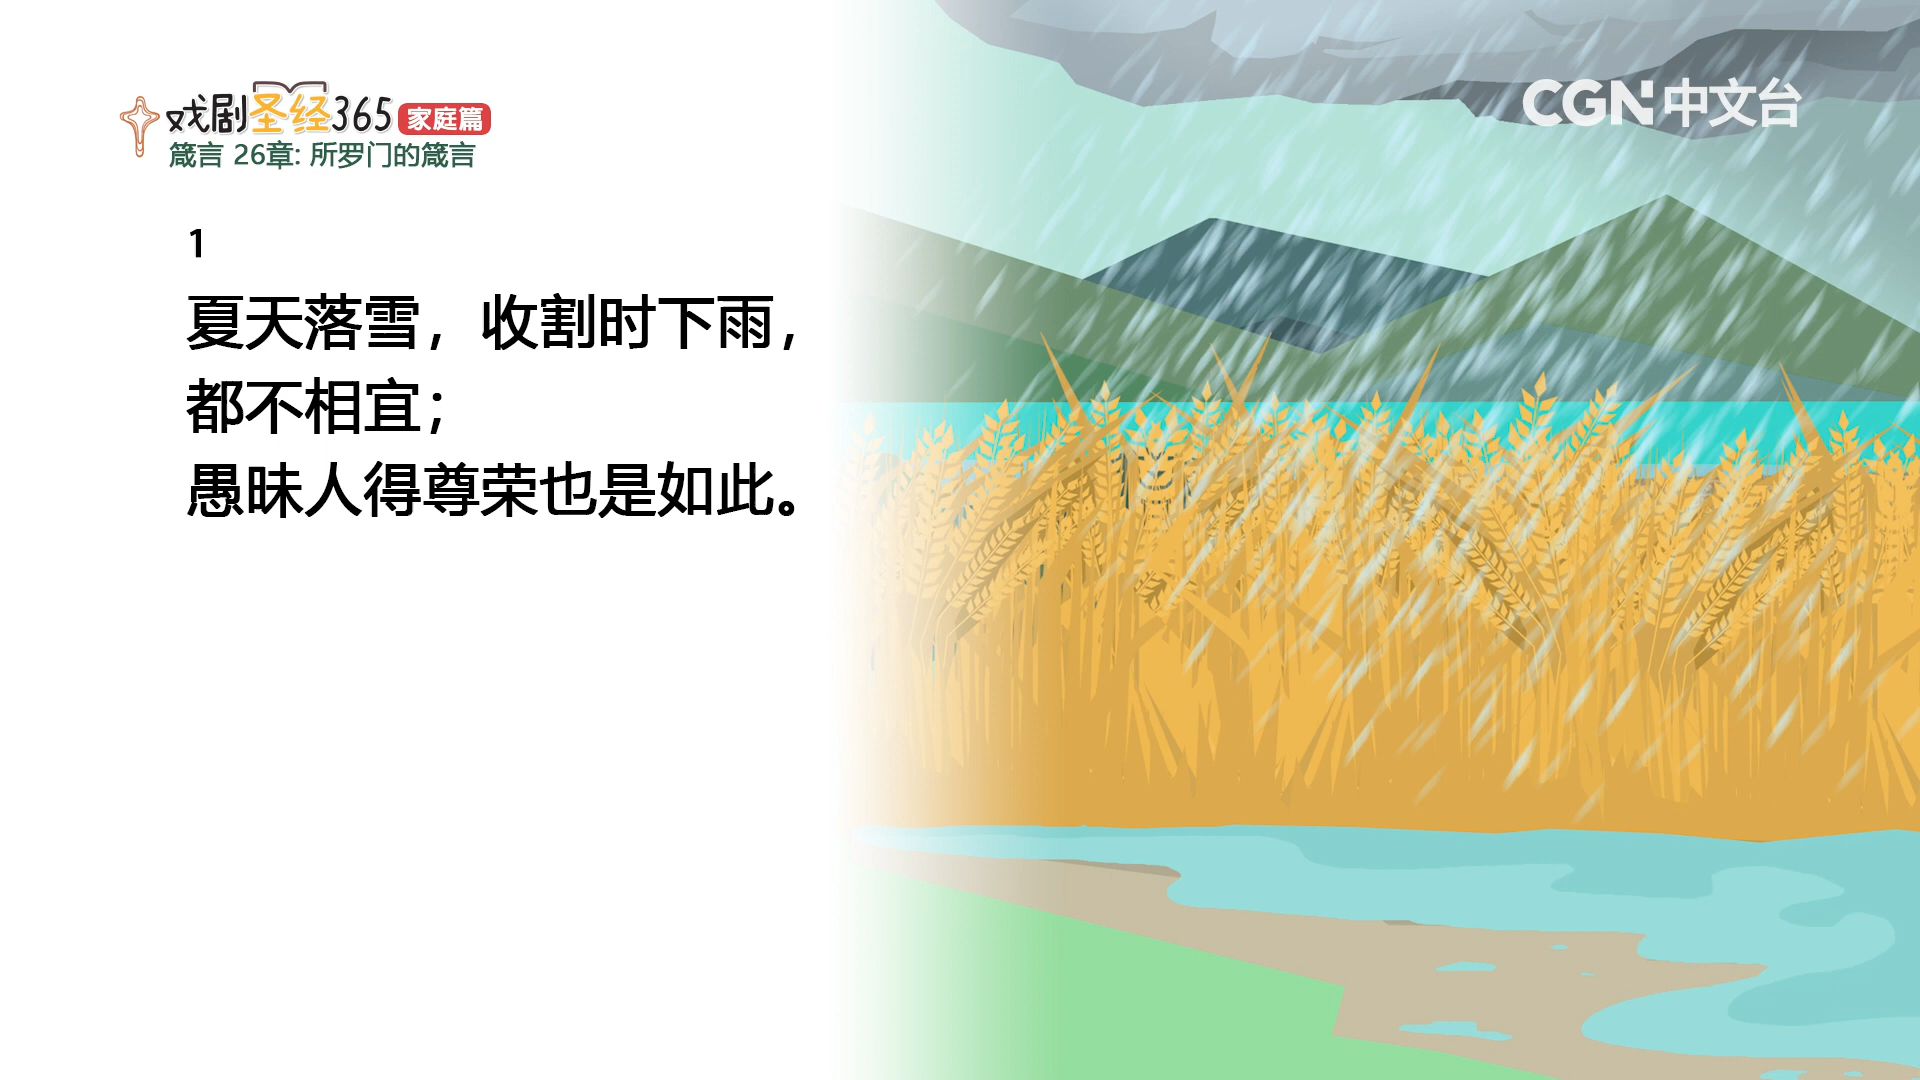 戏剧圣经365 家庭篇
箴言 26章: 所罗门的箴言
CGN中文台
1
夏天落雪，收割时下雨，
都不相宜；
愚昧人得尊荣也是如此。